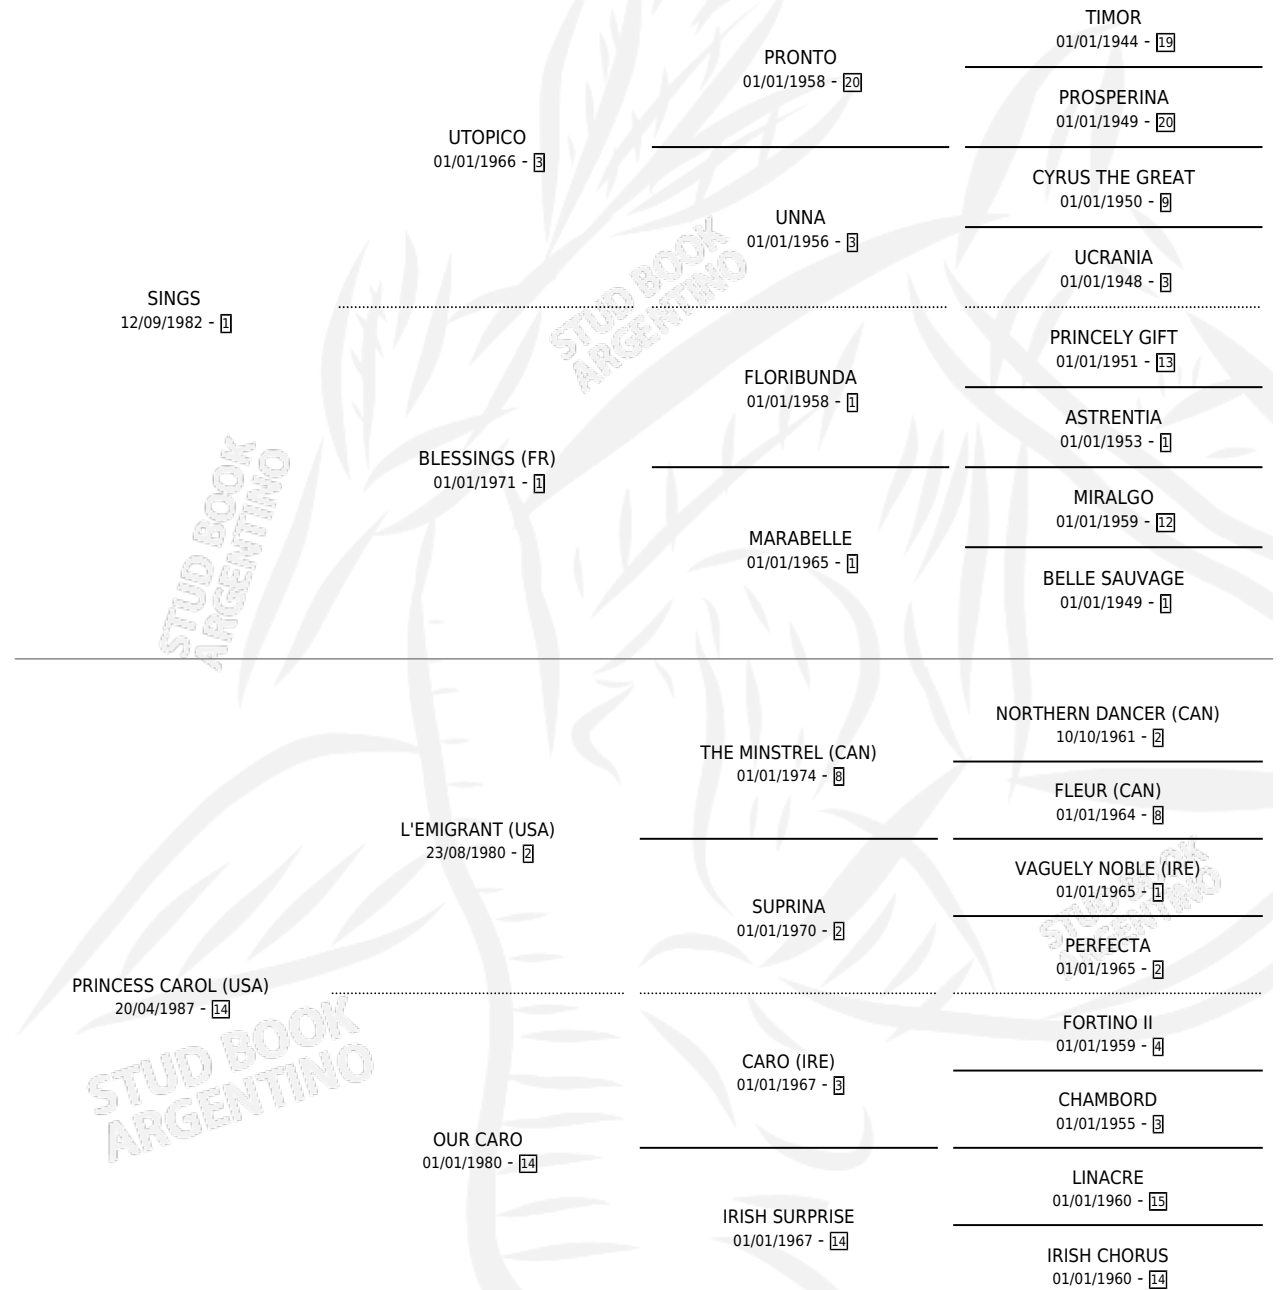 TIMOR
01/01/1944 - 19
PRONTO
01/01/1958 - 20
PROSPERINA
01/01/1949 - 20
UTOPICO
01/01/1966 - 3
CYRUS THE GREAT
01/01/1950 - 9
UNNA
01/01/1956 - 3
UCRANIA
01/01/1948 - 3
SINGS
12/09/1982 - 1
PRINCELY GIFT
01/01/1951 - 13
FLORIBUNDA
01/01/1958 - 1
ASTRENTIA
01/01/1953 - 1
BLESSINGS (FR)
01/01/1971 - 1
MIRALGO
01/01/1959 - 12
MARABELLE
01/01/1965 - 1
BELLE SAUVAGE
01/01/1949 - 1
NORTHERN DANCER (CAN)
10/10/1961 - 2
THE MINSTREL (CAN)
01/01/1974 - 8
FLEUR (CAN)
01/01/1964 - 8
L'EMIGRANT (USA)
23/08/1980 - 2
VAGUELY NOBLE (IRE)
01/01/1965 - 1
SUPRINA
01/01/1970 - 2
PERFECTA
01/01/1965 - 2
PRINCESS CAROL (USA)
20/04/1987 - 14
FORTINO II
01/01/1959 - 4
CARO (IRE)
01/01/1967 - 3
CHAMBORD
01/01/1955 - 3
OUR CARO
01/01/1980 - 14
LINACRE
01/01/1960 - 15
IRISH SURPRISE
01/01/1967 - 14
IRISH CHORUS
01/01/1960 - 14
STUD BOOK
ARGENTINO
STUD BOOK
ARGENTINO
STUD BOOK
ARGENTINO
STUD BOOK
ARGENTINO